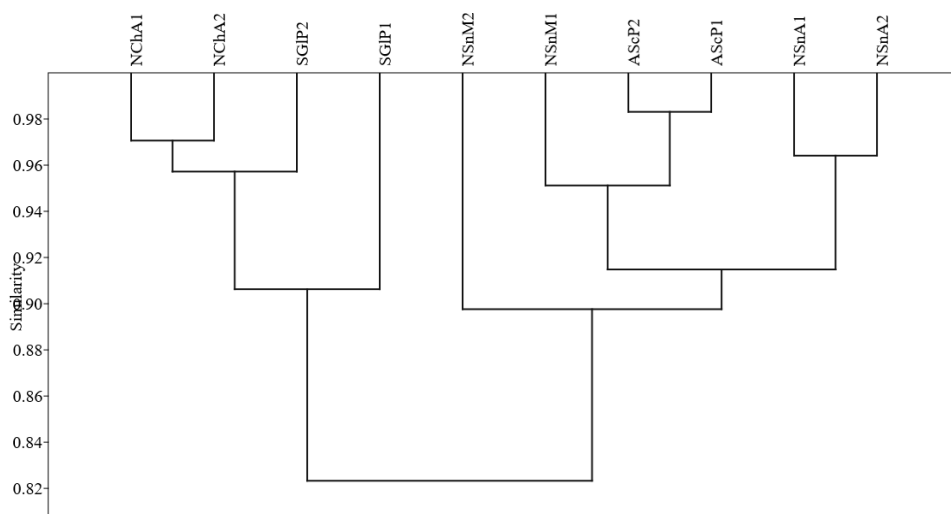 NChA1
NChA2
SGlP2
SGlP1
NSnM2
NSnM1
AScP2
AScP1
NSnA1
NSnA2
0.98
0.96
0.94
0.92
0.90
0.88
0.86
0.84
0.82
Similarity